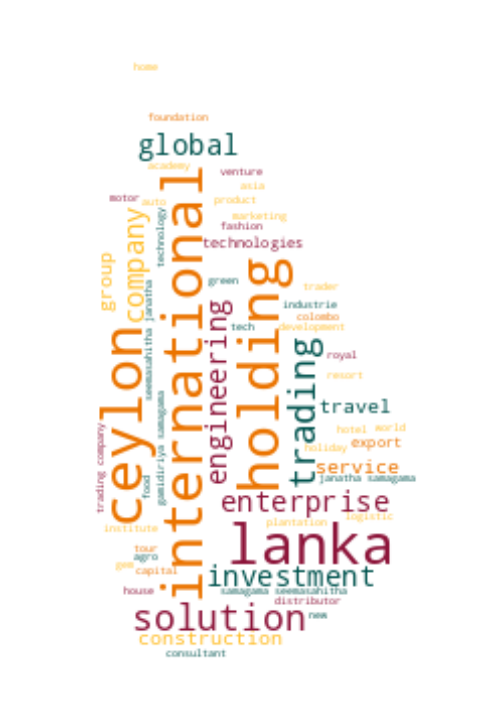 home
foundation
global
academy
venture
asia
motor
auto
product
marketing
fashion
technologies
technology
company
international
group
green
holding
trader
industrie
colombo
development
tech
engineering
ceylon
seemasahitha janatha
trading
royal
resort
travel
hotel
world
export
holiday
service
janatha samagama
gamidiriya samagama
food
trading company
enterprise
logistic
plantation
institute
lanka
tour
agro
gem
capital
investment
house
samagama seemasahitha
distributor
new
solution
construction
consultant